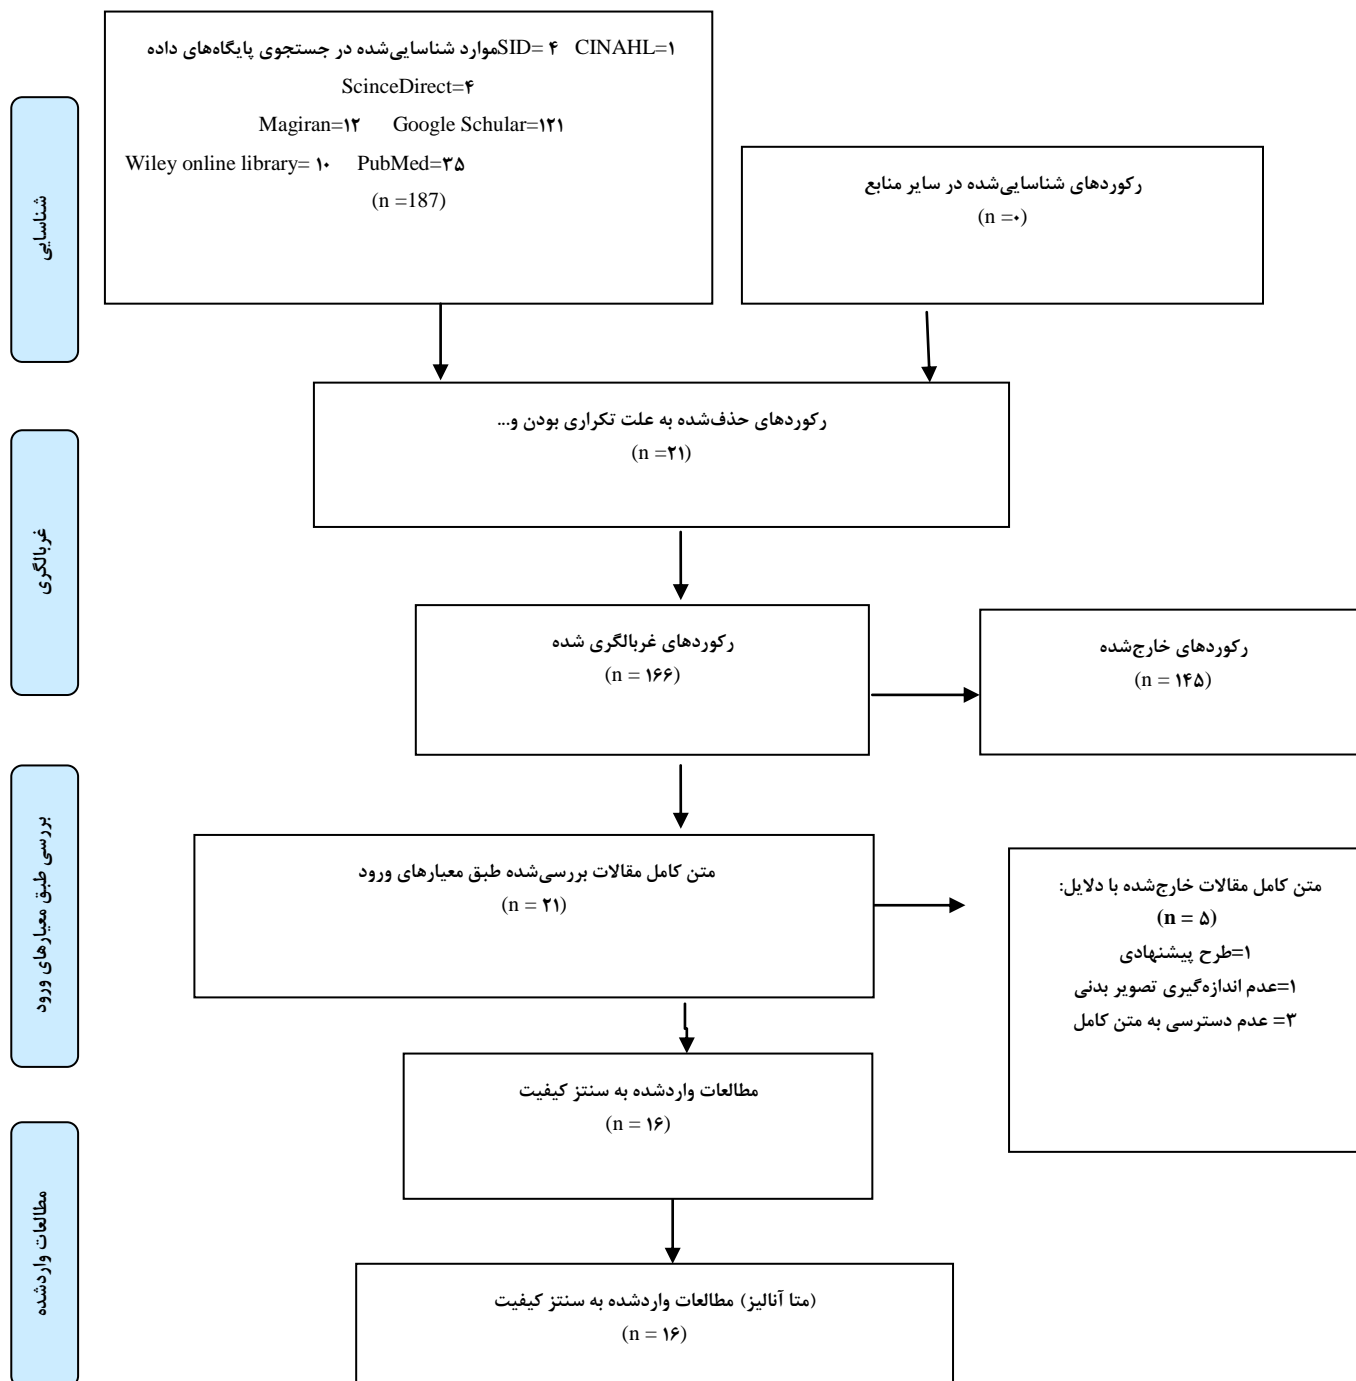 موارد شناسایی‌شده در جستجوی پایگاه‌های داده SID= ۴ CINAHL=۱
ScinceDirect=۴
Magiran=۱۲ Google Schular=۱۲۱
Wiley online library= ۱۰ PubMed=۳۵
(n =187)
رکوردهای شناسایی‌شده در سایر منابع
(n =۰)
شناسایی
رکوردهای حذف‌شده به علت تکراری بودن و...
(n =۲۱)
غربالگری
رکوردهای غربالگری شده
(n = ۱۶۶)
رکوردهای خارج‌شده
(n = ۱۴۵)
بررسی طبق معیارهای ورود
متن کامل مقالات بررسی‌شده طبق معیارهای ورود
(n = ۲۱)
متن کامل مقالات خارج‌شده با دلایل:
(n = ۵)
۱=طرح پیشنهادی
۱=عدم اندازه‌گیری تصویر بدنی
۳= عدم دسترسی به متن کامل
مطالعات واردشده به سنتز کیفیت
(n = ۱۶)
مطالعات واردشده
(متا آنالیز) مطالعات واردشده به سنتز کیفیت
(n = ۱۶)